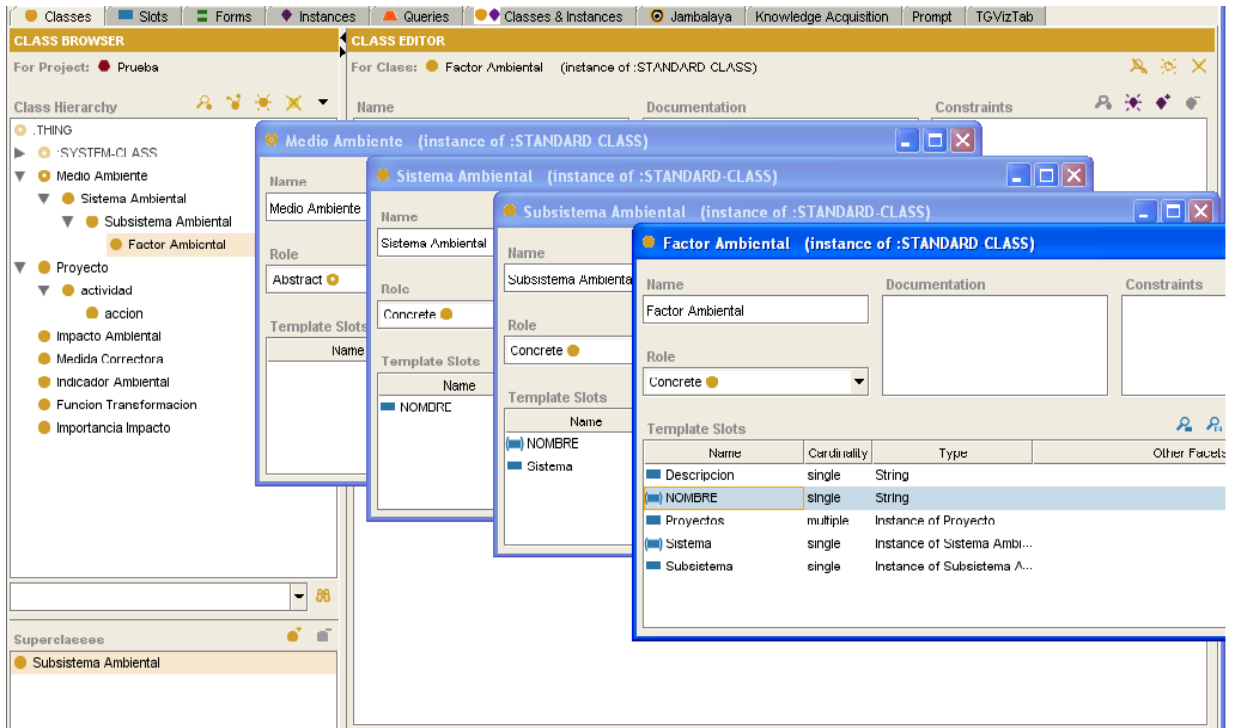 Classes Slots Forms Instances Queries Classes & Instances Jambalaya Knowledge Acquisition Prompt TGVizTab
CLASS BROWSER
For Project: Prueba
Class Hierarchy
:THING
:SYSTEM-CLASS
Medio Ambiente
Sistema Ambiental
Subsistema Ambiental
Factor Ambiental
Proyecto
actividad
accion
Impacto Ambiental
Medida Correctora
Indicador Ambiental
Funcion Transformacion
Importancia Impacto
Superclasses
Subsistema Ambiental
CLASS EDITOR
For Class: Factor Ambiental (instance of :STANDARD-CLASS)
Name Documentation Constraints
Medio Ambiente (instance of :STANDARD-CLASS)
Name
Medio Ambiente
Role
Abstract
Template Slots
Name
Sistema Ambiental (instance of :STANDARD-CLASS)
Name
Sistema Ambiental
Role
Concrete
Template Slots
Name
NOMBRE
Subsistema Ambiental (instance of :STANDARD-CLASS)
Name
Subsistema Ambienta
Role
Concrete
Template Slots
Name
NOMBRE
Sistema
Factor Ambiental (instance of :STANDARD-CLASS)
Name Documentation Constraints
Factor Ambiental
Role
Concrete
Template Slots
Name Cardinality Type Other Facets
Descripcion single String
NOMBRE single String
Proyectos multiple Instance of Proyecto
Sistema single Instance of Sistema Ambi...
Subsistema single Instance of Subsistema A...